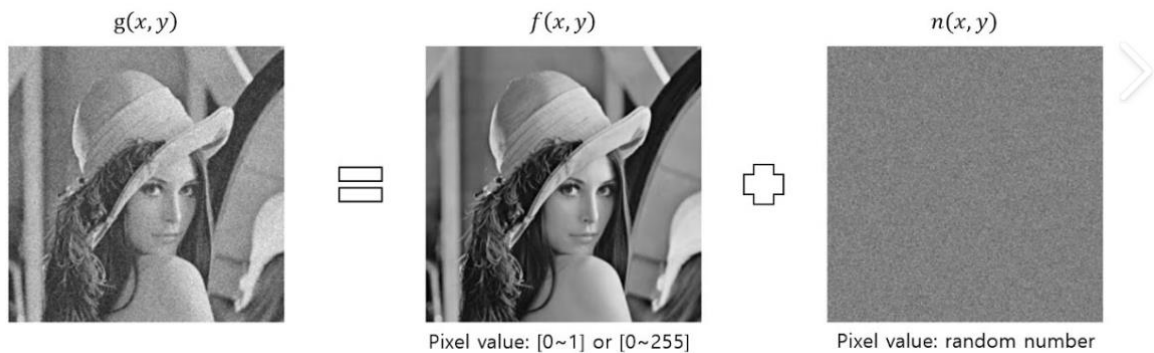 g(x, y)
f(x, y)
n(x, y)
Pixel value: [0~1] or [0~255]
Pixel value: random number